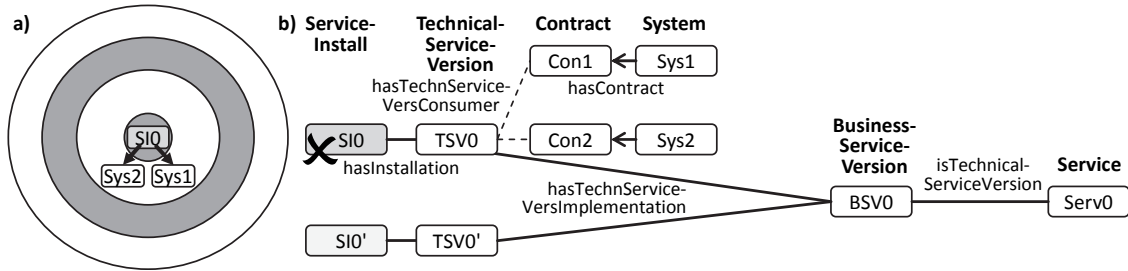 a)
SI0
Sys2
Sys1
b)
Service-
Install
Technical-
Service-
Version
Contract
System
Con1
Sys1
hasTechnService-
VersConsumer
hasContract
SI0
TSV0
Con2
Sys2
hasInstallation
Business-
Service-
Version
isTechnical-
ServiceVersion
Service
hasTechnService-
VersImplementation
BSV0
Serv0
SI0'
TSV0'